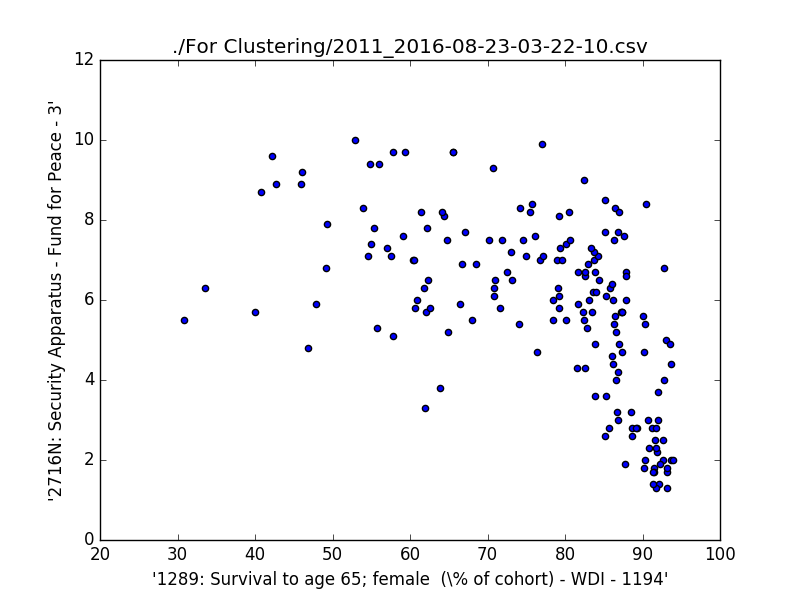 ./For Clustering/2011_2016-08-23-03-22-10.csv
12
10
8
6
4
2
0
'2716N: Security Apparatus - Fund for Peace - 3'
20 30 40 50 60 70 80 90 100
'1289: Survival to age 65; female  (\% of cohort) - WDI - 1194'